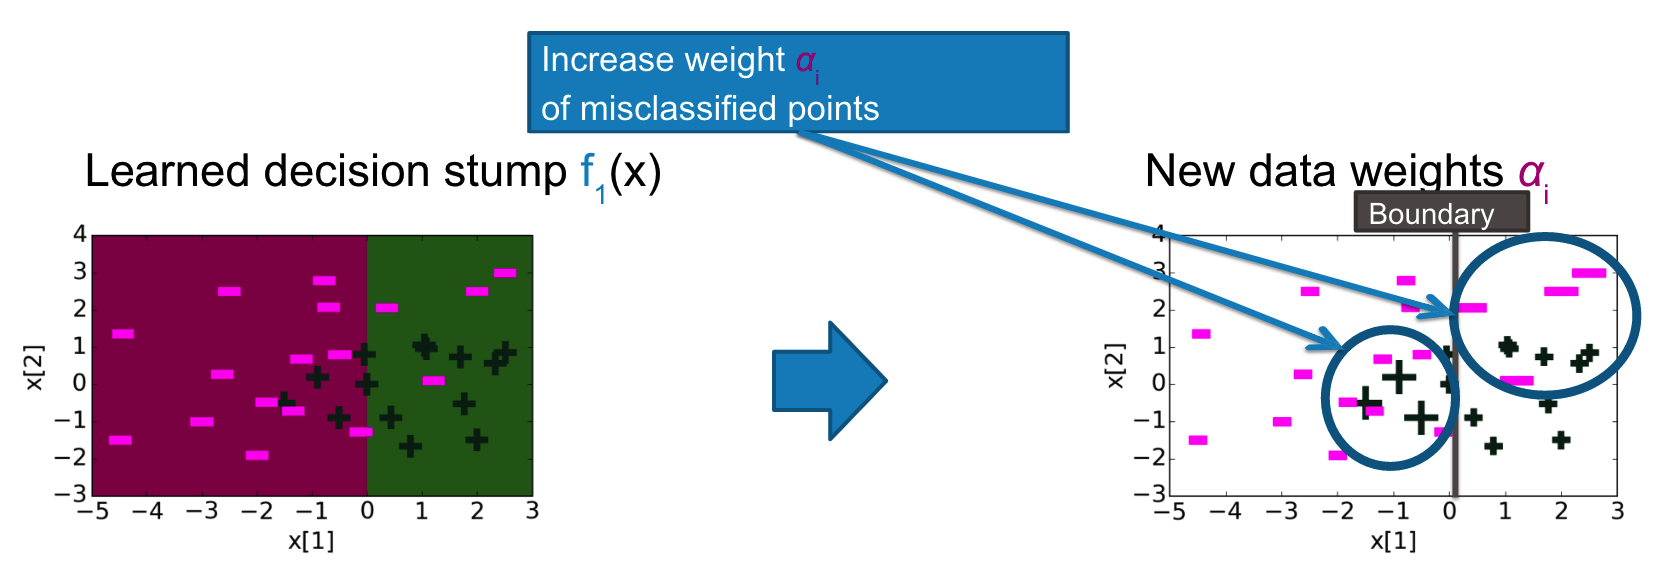 Increase weight αi
of misclassified points
Learned decision stump f1(x)
New data weights αi
Boundary
4
3
2
1
0
−1
−2
−3
x[2]
−5 −4 −3 −2 −1 0 1 2 3
x[1]
4
3
2
1
0
−1
−2
−3
x[2]
−5 −4 −3 −2 −1 0 1 2 3
x[1]